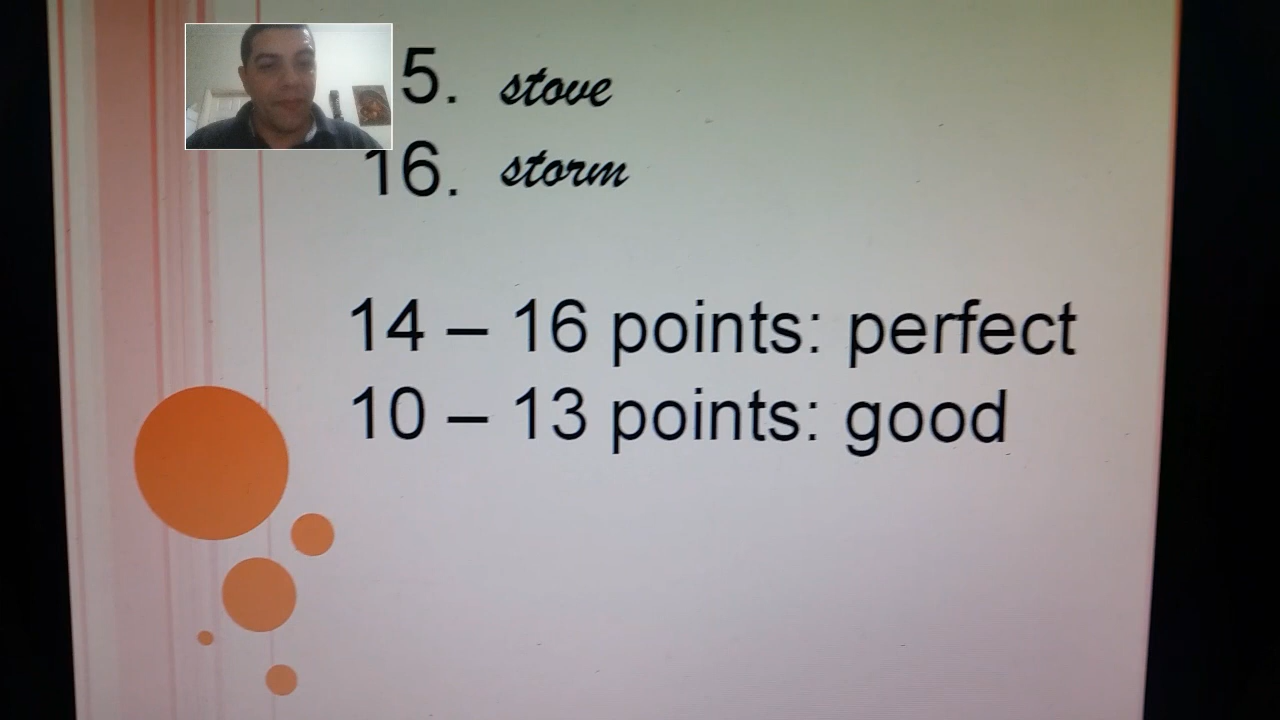 5. stove
16. storm
14 – 16 points: perfect
10 – 13 points: good